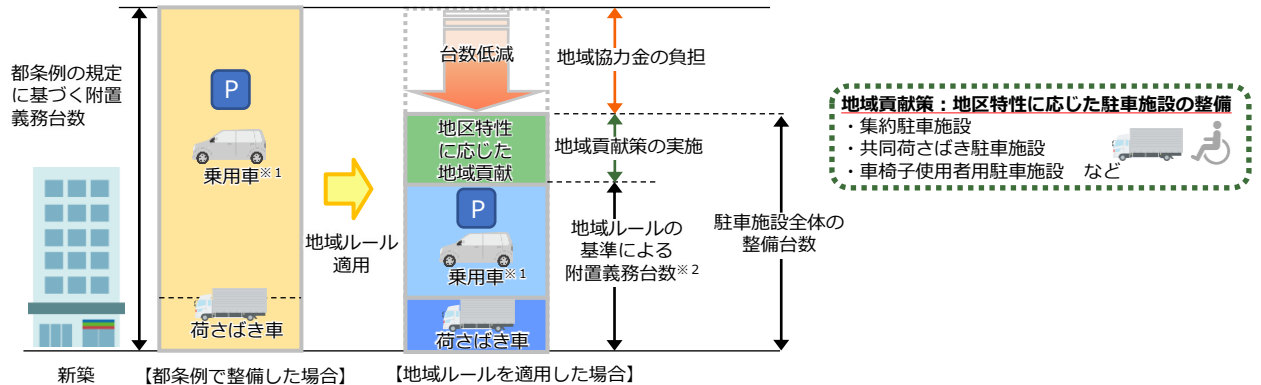 都条例の規定
に基づく附置
義務台数
P
乗用車※1
荷さばき車
新築
【都条例で整備した場合】
地域ルール
適用
台数低減
地区特性
に応じた
地域貢献
P
乗用車※1
荷さばき車
【地域ルールを適用した場合】
地域協力金の負担
地域貢献策の実施
地域ルールの
基準による
附置義務台数※2
駐車施設全体の
整備台数
地域貢献策：地区特性に応じた駐車施設の整備
・集約駐車施設
・共同荷さばき駐車施設
・車椅子使用者用駐車施設　など